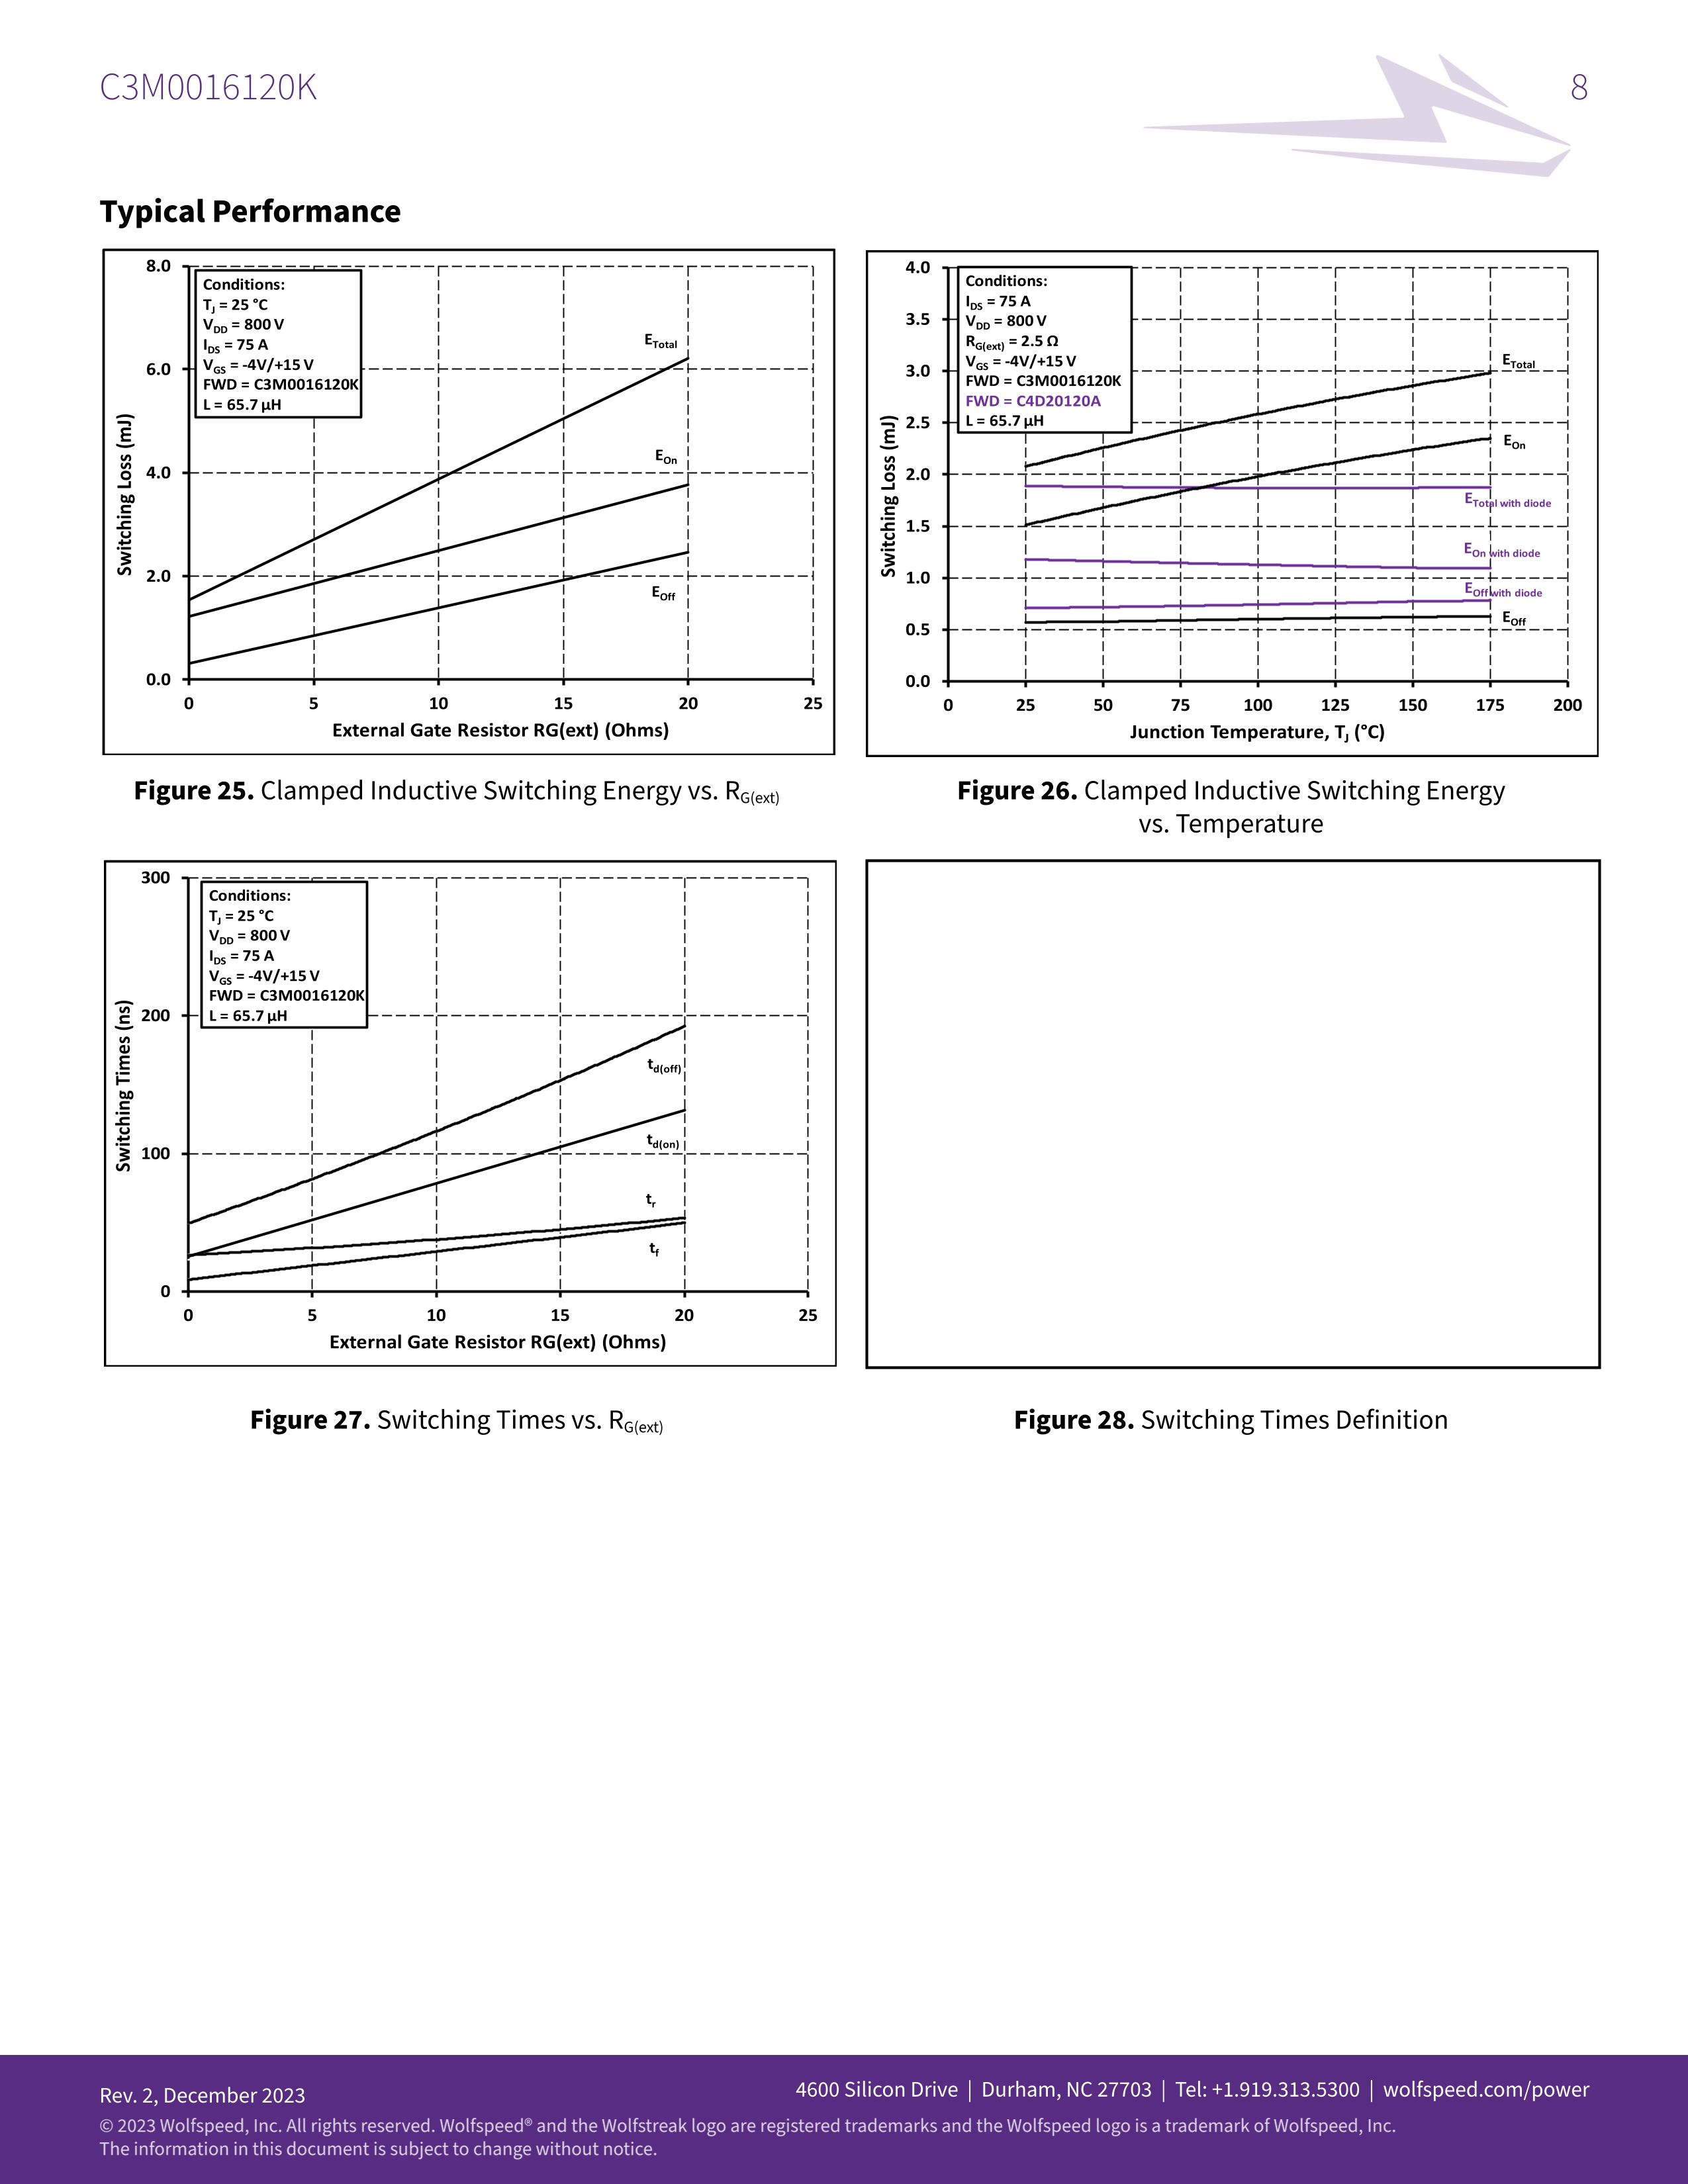 C3M0016120K
8
Typical Performance
8.0
6.0
4.0
2.0
0.0
Switching Loss (mJ)
Conditions:
TJ = 25 °C
VDD = 800 V
IDS = 75 A
VGS = -4V/+15 V
FWD = C3M0016120K
L = 65.7 μH
ETotal
EOn
EOff
0 5 10 15 20 25
External Gate Resistor RG(ext) (Ohms)
Figure 25. Clamped Inductive Switching Energy vs. RG(ext)
4.0
3.5
3.0
2.5
2.0
1.5
1.0
0.5
0.0
Switching Loss (mJ)
Conditions:
IDS = 75 A
VDD = 800 V
RG(ext) = 2.5 Ω
VGS = -4V/+15 V
FWD = C3M0016120K
FWD = C4D20120A
L = 65.7 μH
ETotal
EOn
ETotal with diode
EOn with diode
EOff with diode
EOff
0 25 50 75 100 125 150 175 200
Junction Temperature, TJ (°C)
Figure 26. Clamped Inductive Switching Energy
vs. Temperature
300
200
100
0
Switching Times (ns)
Conditions:
TJ = 25 °C
VDD = 800 V
IDS = 75 A
VGS = -4V/+15 V
FWD = C3M0016120K
L = 65.7 μH
td(off)
td(on)
tr
tf
0 5 10 15 20 25
External Gate Resistor RG(ext) (Ohms)
Figure 27. Switching Times vs. RG(ext)
Figure 28. Switching Times Definition
Rev. 2, December 2023
4600 Silicon Drive | Durham, NC 27703 | Tel: +1.919.313.5300 | wolfspeed.com/power
© 2023 Wolfspeed, Inc. All rights reserved. Wolfspeed® and the Wolfstreak logo are registered trademarks and the Wolfspeed logo is a trademark of Wolfspeed, Inc.
The information in this document is subject to change without notice.